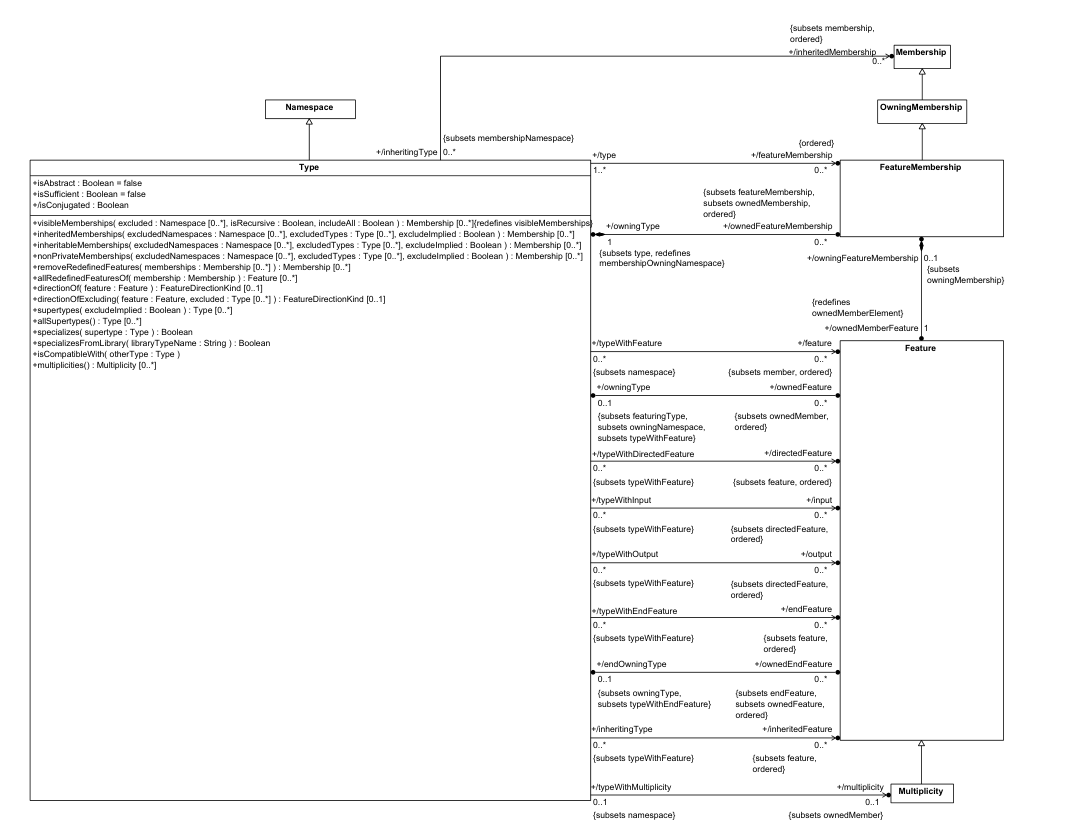 {subsets membership,
ordered}
+/inheritedMembership
0..*
Membership
Namespace
OwningMembership
{subsets membershipNamespace}
+/inheritingType
0..*
Type
+isAbstract : Boolean = false
+isSufficient : Boolean = false
+/isConjugated : Boolean
+visibleMemberships( excluded : Namespace [0..*], isRecursive : Boolean, includeAll : Boolean ) : Membership [0..*]{redefines visibleMemberships}
+inheritedMemberships( excludedNamespaces : Namespace [0..*], excludedTypes : Type [0..*], excludeImplied : Boolean ) : Membership [0..*]
+inheritableMemberships( excludedNamespaces : Namespace [0..*], excludedTypes : Type [0..*], excludeImplied : Boolean ) : Membership [0..*]
+nonPrivateMemberships( excludedNamespaces : Namespace [0..*], excludedTypes : Type [0..*], excludeImplied : Boolean ) : Membership [0..*]
+removeRedefinedFeatures( memberships : Membership [0..*] ) : Membership [0..*]
+allRedefinedFeaturesOf( membership : Membership ) : Feature [0..*]
+directionOf( feature : Feature ) : FeatureDirectionKind [0..1]
+directionOfExcluding( feature : Feature, excluded : Type [0..*] ) : FeatureDirectionKind [0..1]
+supertypes( excludeImplied : Boolean ) : Type [0..*]
+allSupertypes() : Type [0..*]
+specializes( supertype : Type ) : Boolean
+specializesFromLibrary( libraryTypeName : String ) : Boolean
+isCompatibleWith( otherType : Type )
+multiplicities() : Multiplicity [0..*]
{ordered}
+/type
+/featureMembership
1..*
FeatureMembership
{subsets featureMembership,
subsets ownedMembership,
ordered}
+/owningType
+/ownedFeatureMembership
1
0..*
{subsets type, redefines
membershipOwningNamespace}
+/owningFeatureMembership
0..1
{subsets
owningMembership}
{redefines
ownedMemberElement}
+/ownedMemberFeature
1
Feature
+/typeWithFeature
+/feature
0..*
0..*
{subsets namespace}
{subsets member, ordered}
+/owningType
+/ownedFeature
0..1
0..*
{subsets featuringType,
subsets owningNamespace,
subsets typeWithFeature}
{subsets ownedMember,
ordered}
+/typeWithDirectedFeature
+/directedFeature
0..*
0..*
{subsets typeWithFeature}
{subsets feature, ordered}
+/typeWithInput
+/input
0..*
0..*
{subsets typeWithFeature}
{subsets directedFeature,
ordered}
+/typeWithOutput
+/output
0..*
0..*
{subsets typeWithFeature}
{subsets directedFeature,
ordered}
+/typeWithEndFeature
+/endFeature
0..*
0..*
{subsets typeWithFeature}
{subsets feature,
ordered}
+/endOwningType
+/ownedEndFeature
0..1
0..*
{subsets owningType,
subsets typeWithEndFeature}
{subsets endFeature,
subsets ownedFeature,
ordered}
+/inheritingType
+/inheritedFeature
0..*
0..*
{subsets typeWithFeature}
{subsets feature,
ordered}
+/typeWithMultiplicity
+/multiplicity
0..1
0..1
{subsets namespace}
{subsets ownedMember}
Multiplicity